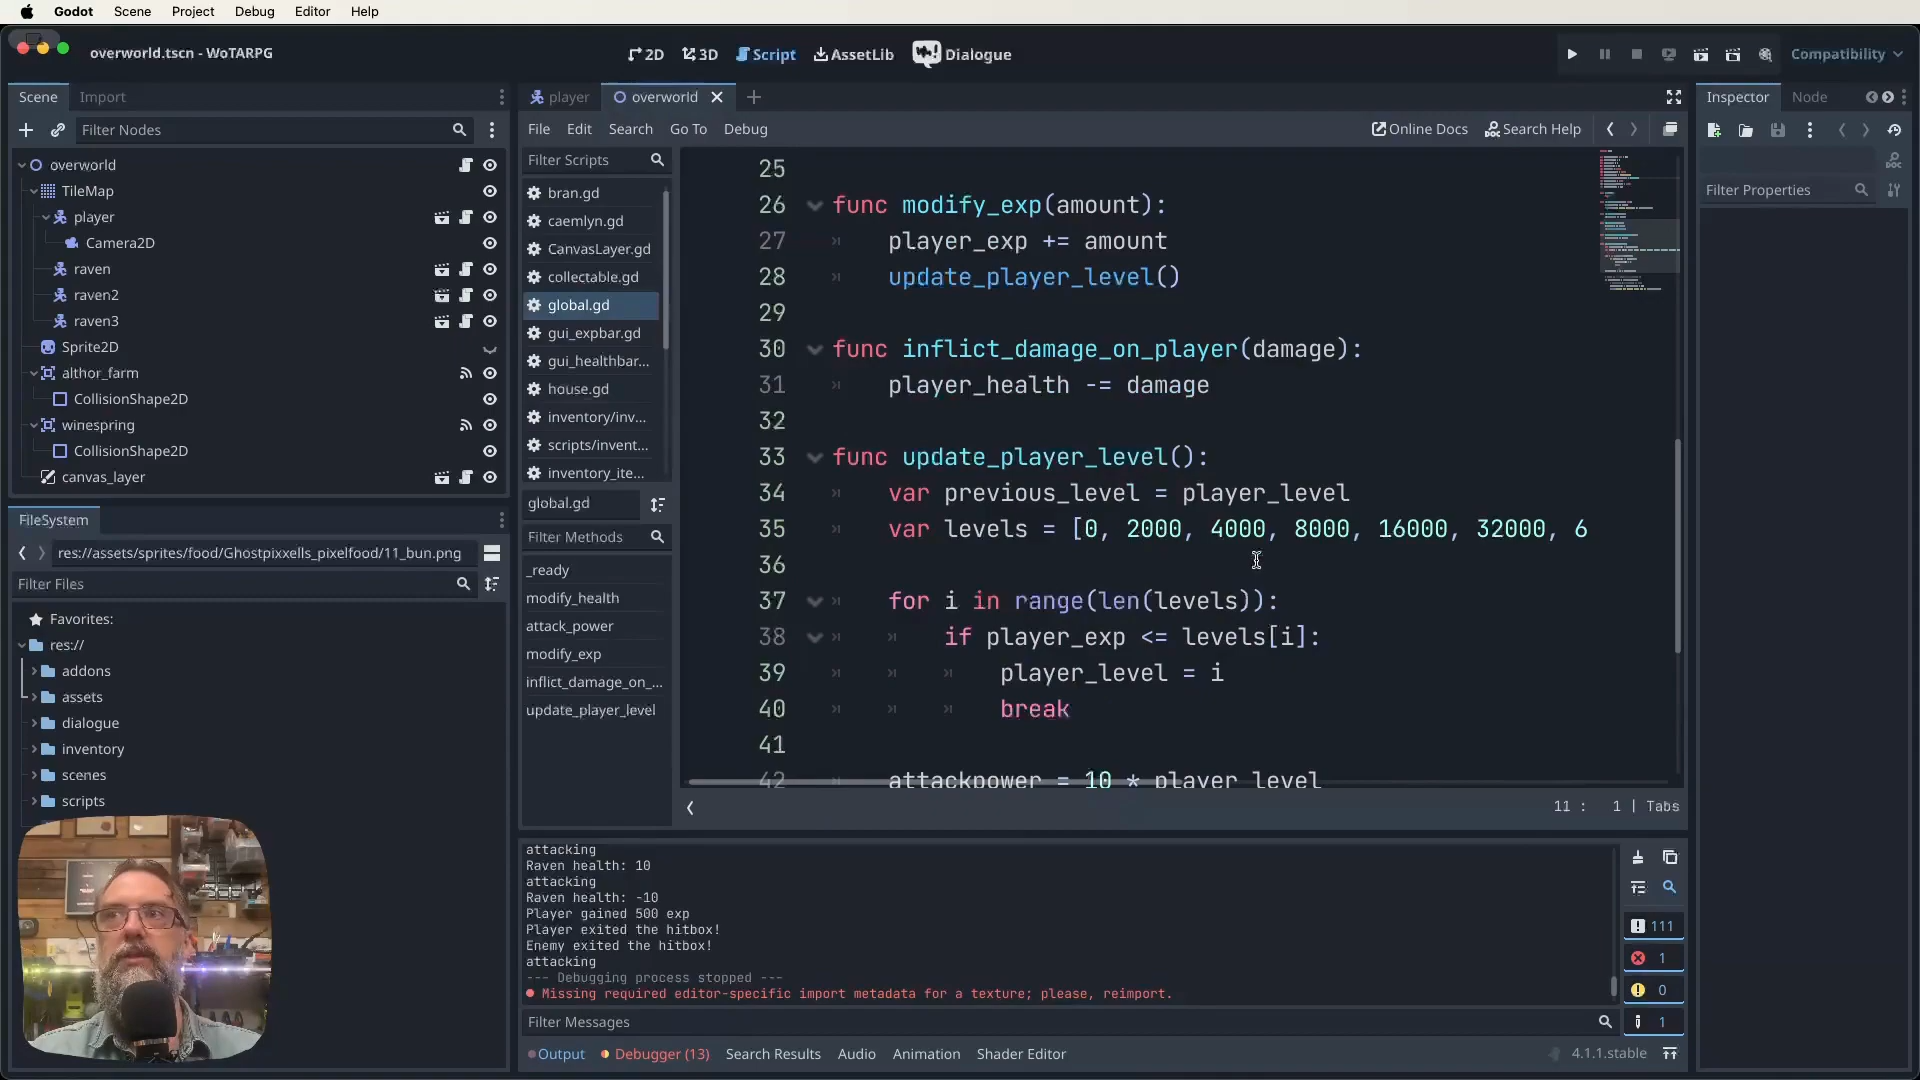 Godot Scene Project Debug Editor Help
overworld.tscn - WoTARPG
2D 3D Script AssetLib Dialogue
Compatibility
Scene Import
Filter Nodes
overworld
TileMap
player
Camera2D
raven
raven2
raven3
Sprite2D
althor_farm
CollisionShape2D
winespring
CollisionShape2D
canvas_layer
FileSystem
res://assets/sprites/food/Ghostpixxells_pixelfood/11_bun.png
Filter Files
Favorites:
res://
addons
assets
dialogue
inventory
scenes
scripts
player overworld
File Edit Search Go To Debug
Online Docs Search Help
Filter Scripts
bran.gd
caemlyn.gd
CanvasLayer.gd
collectable.gd
global.gd
gui_expbar.gd
gui_healthbar...
house.gd
inventory/inv...
scripts/invent...
inventory_ite...
global.gd
Filter Methods
_ready
modify_health
attack_power
modify_exp
inflict_damage_on_...
update_player_level
25
26 func modify_exp(amount):
27 player_exp += amount
28 update_player_level()
29
30 func inflict_damage_on_player(damage):
31 player_health -= damage
32
33 func update_player_level():
34 var previous_level = player_level
35 var levels = [0, 2000, 4000, 8000, 16000, 32000, 6
36
37 for i in range(len(levels)):
38 if player_exp <= levels[i]:
39 player_level = i
40 break
41
42 attackpower = 10 * player_level
11 : 1 | Tabs
attacking
Raven health: 10
attacking
Raven health: -10
Player gained 500 exp
Player exited the hitbox!
Enemy exited the hitbox!
attacking
--- Debugging process stopped ---
Missing required editor-specific import metadata for a texture; please, reimport.
111
1
0
1
Filter Messages
Output Debugger (13) Search Results Audio Animation Shader Editor
4.1.1.stable
Inspector Node
Filter Properties